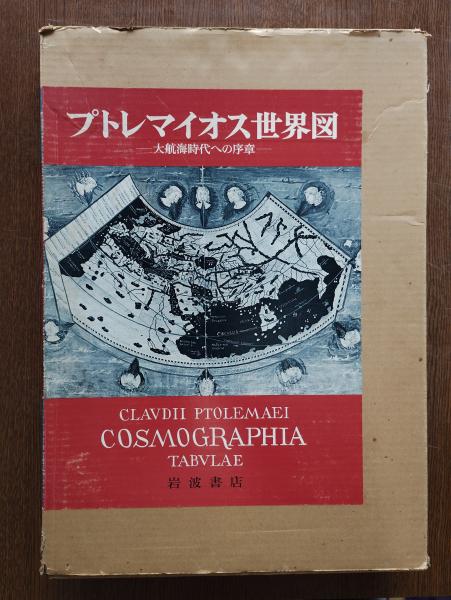 プトレマイオス世界図
―大航海時代への序章―
CLAVDII PTOLEMAEI
COSMOGRAPHIA
TABVLAE
岩波書店